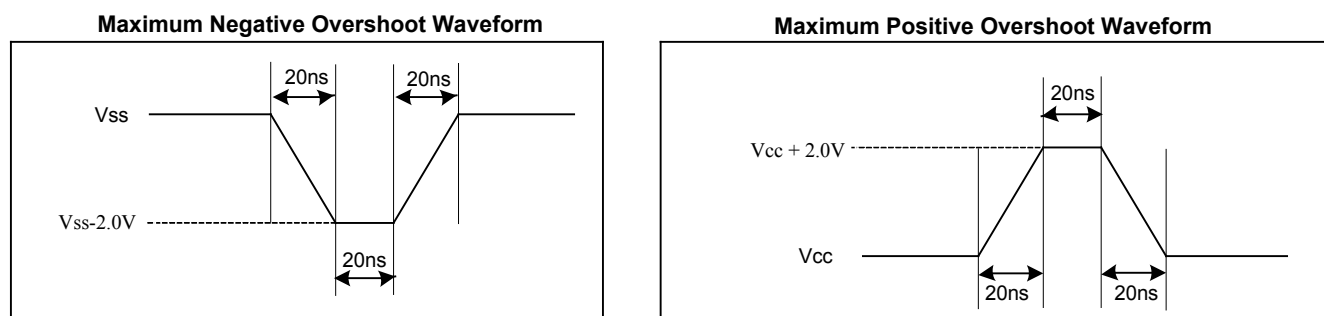 Maximum Negative Overshoot Waveform
20ns
20ns
Vss
Vss-2.0V
20ns
Maximum Positive Overshoot Waveform
20ns
Vcc + 2.0V
Vcc
20ns
20ns